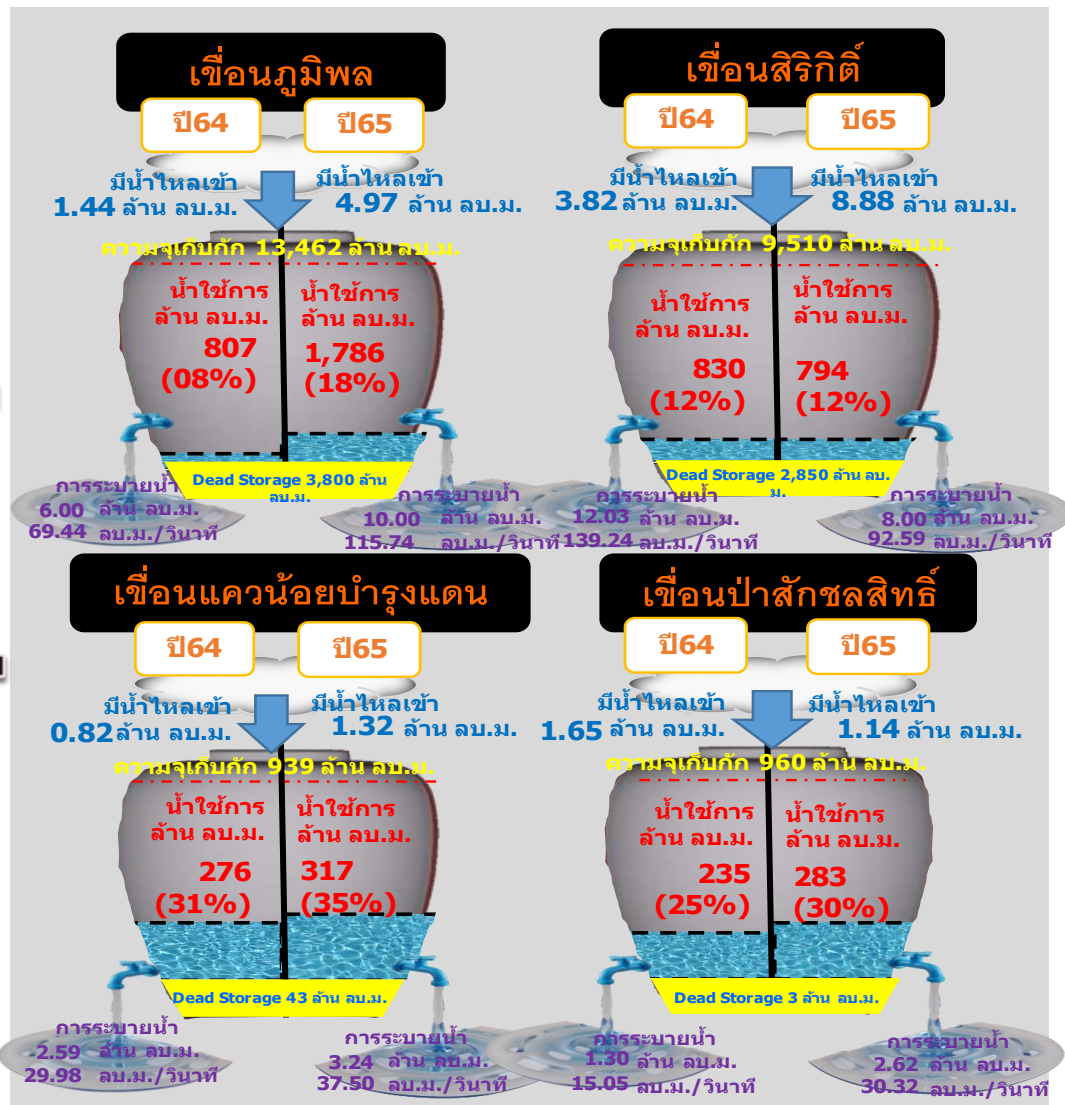 เขื่อนภูมิพล
ปี64
ปี65
มีน้ำไหลเข้า
1.44 ล้าน ลบ.ม.
มีน้ำไหลเข้า
4.97 ล้าน ลบ.ม.
ความจุเก็บกัก 13,462 ล้าน ลบ.ม.
น้ำใช้การ
ล้าน ลบ.ม.
807
(08%)
น้ำใช้การ
ล้าน ลบ.ม.
1,786
(18%)
Dead Storage 3,800 ล้าน
ลบ.ม.
การระบายน้ำ
6.00 ล้าน ลบ.ม.
69.44 ลบ.ม./วินาที
การระบายน้ำ
10.00 ล้าน ลบ.ม.
115.74 ลบ.ม./วินาที
เขื่อนสิริกิติ์
ปี64
ปี65
มีน้ำไหลเข้า
3.82 ล้าน ลบ.ม.
มีน้ำไหลเข้า
8.88 ล้าน ลบ.ม.
ความจุเก็บกัก 9,510 ล้าน ลบ.ม.
น้ำใช้การ
ล้าน ลบ.ม.
830
(12%)
น้ำใช้การ
ล้าน ลบ.ม.
794
(12%)
Dead Storage 2,850 ล้าน ลบ.
ม.
การระบายน้ำ
12.03 ล้าน ลบ.ม.
139.24 ลบ.ม./วินาที
การระบายน้ำ
8.00 ล้าน ลบ.ม.
92.59 ลบ.ม./วินาที
เขื่อนแควน้อยบำรุงแดน
ปี64
ปี65
มีน้ำไหลเข้า
0.82 ล้าน ลบ.ม.
มีน้ำไหลเข้า
1.32 ล้าน ลบ.ม.
ความจุเก็บกัก 939 ล้าน ลบ.ม.
น้ำใช้การ
ล้าน ลบ.ม.
276
(31%)
น้ำใช้การ
ล้าน ลบ.ม.
317
(35%)
Dead Storage 43 ล้าน ลบ.ม.
การระบายน้ำ
2.59 ล้าน ลบ.ม.
29.98 ลบ.ม./วินาที
การระบายน้ำ
3.24 ล้าน ลบ.ม.
37.50 ลบ.ม./วินาที
เขื่อนป่าสักชลสิทธิ์
ปี64
ปี65
มีน้ำไหลเข้า
1.65 ล้าน ลบ.ม.
มีน้ำไหลเข้า
1.14 ล้าน ลบ.ม.
ความจุเก็บกัก 960 ล้าน ลบ.ม.
น้ำใช้การ
ล้าน ลบ.ม.
235
(25%)
น้ำใช้การ
ล้าน ลบ.ม.
283
(30%)
Dead Storage 3 ล้าน ลบ.ม.
การระบายน้ำ
1.30 ล้าน ลบ.ม.
15.05 ลบ.ม./วินาที
การระบายน้ำ
2.62 ล้าน ลบ.ม.
30.32 ลบ.ม./วินาที